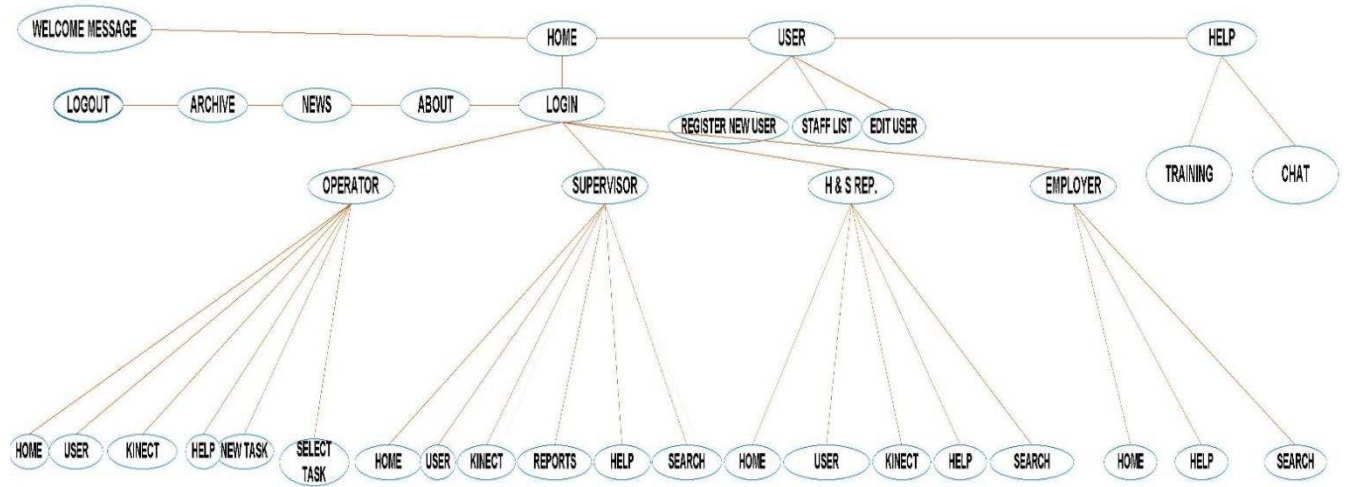 WELCOME MESSAGE
HOME
USER
HELP
LOGOUT
ARCHIVE
NEWS
ABOUT
LOGIN
REGISTER NEW USER
STAFF LIST
EDIT USER
OPERATOR
SUPERVISOR
H & S REP.
EMPLOYER
TRAINING
CHAT
HOME
USER
KINECT
HELP
NEW TASK
SELECT
TASK
HOME
USER
KINECT
REPORTS
HELP
SEARCH
HOME
USER
KINECT
HELP
SEARCH
HOME
HELP
SEARCH